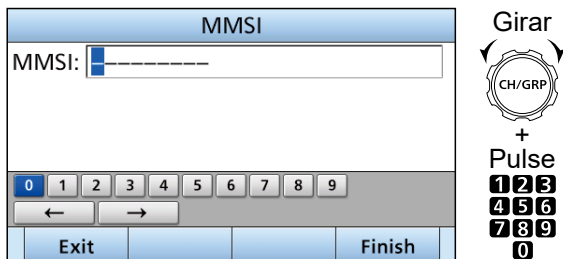 MMSI
MMSI: ---------
0 1 2 3 4 5 6 7 8 9
← →
Exit Finish
Girar
CH/GRP
+
Pulse
1 2 3
4 5 6
7 8 9
0